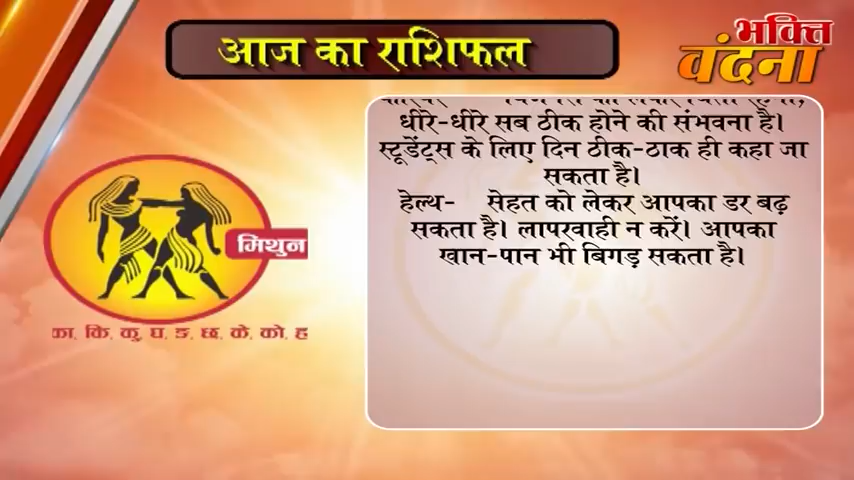 आज का राशिफल
भक्ति
वंदना
धीरे-धीरे सब ठीक होने की संभवना है।
स्टूडेंट्स के लिए दिन ठीक-ठाक ही कहा जा
सकता है।
हेल्थ- सेहत को लेकर आपका डर बढ़
सकता है। लापरवाही न करें। आपका
खान-पान भी बिगड़ सकता है।
मिथुन
का, कि, कु, घ, ङ, छ, के, को, ह